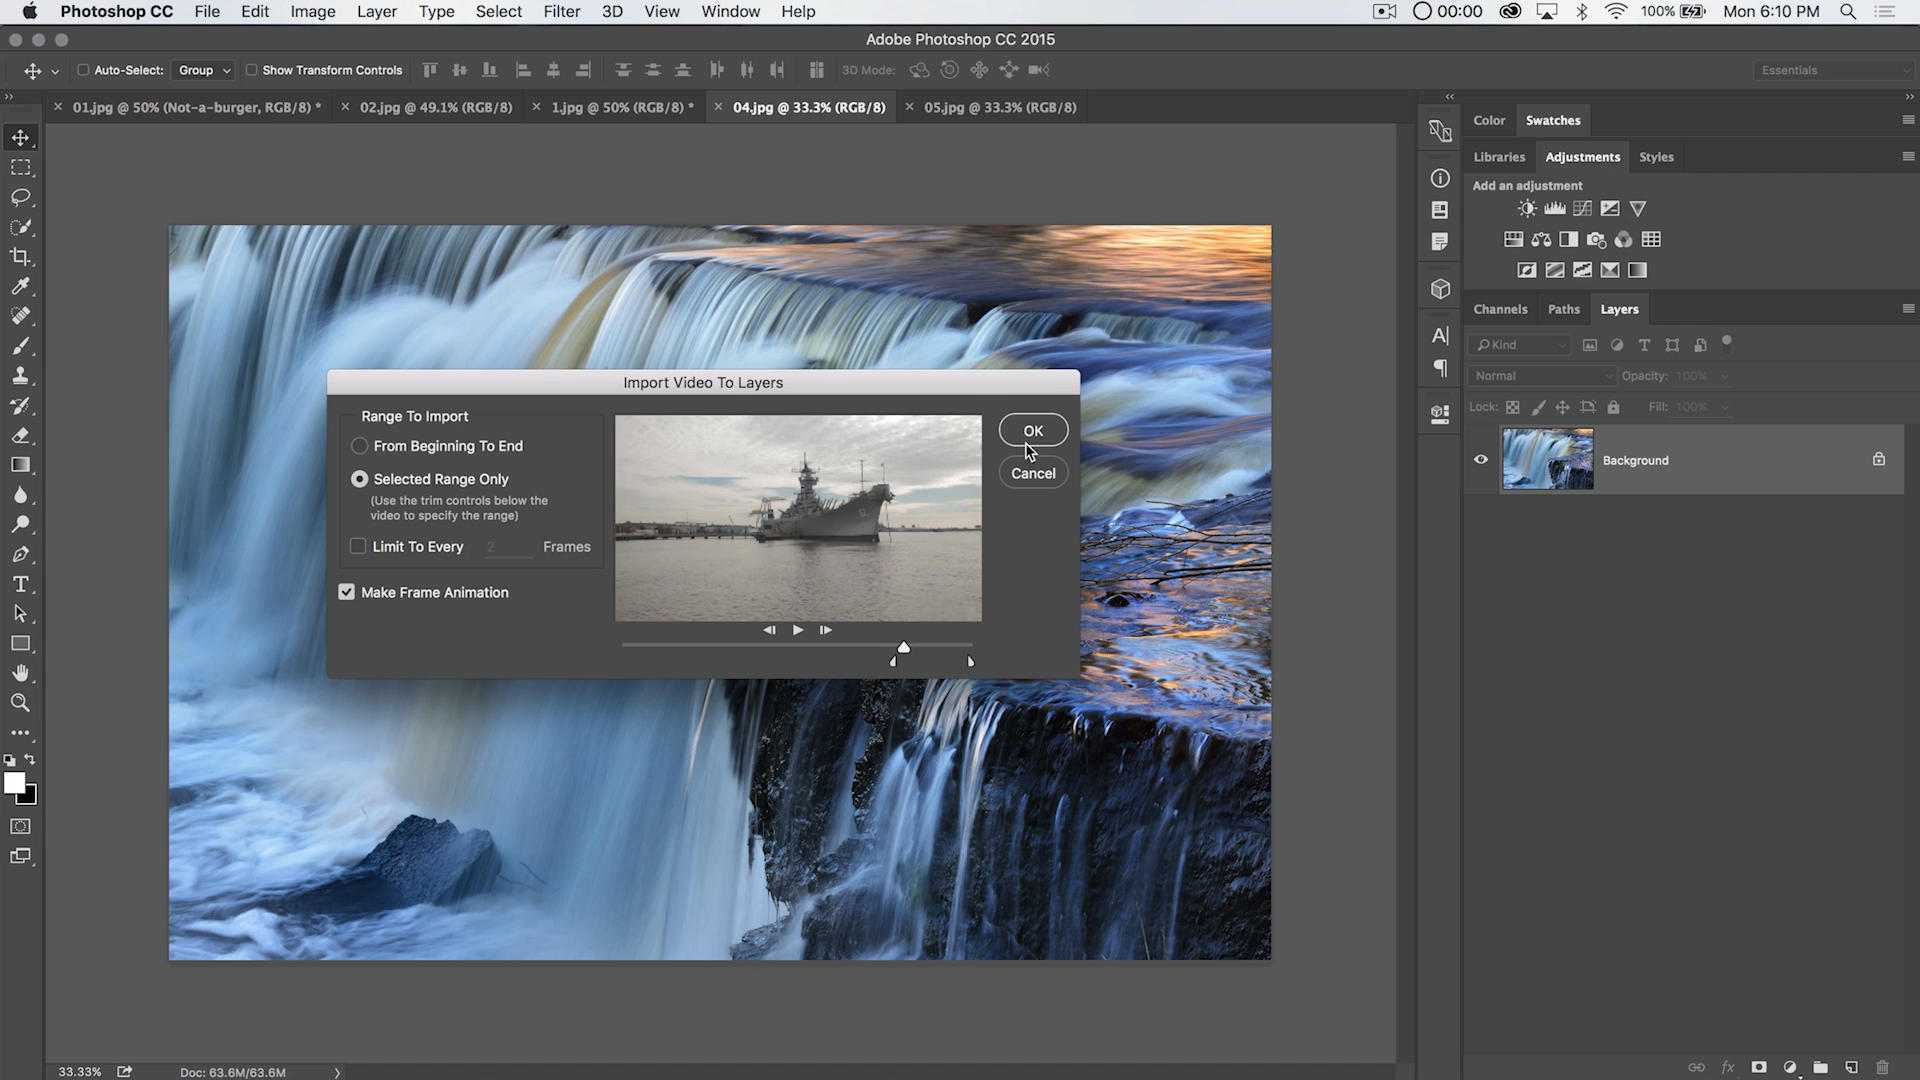 Photoshop CC File Edit Image Layer Type Select Filter 3D View Window Help 00:00 100% Mon 6:10 PM
Adobe Photoshop CC 2015
Auto-Select: Group Show Transform Controls 3D Mode: Essentials
01.jpg @ 50% (Not-a-burger, RGB/8) * 02.jpg @ 49.1% (RGB/8) 1.jpg @ 50% (RGB/8) * 04.jpg @ 33.3% (RGB/8) 05.jpg @ 33.3% (RGB/8)
Color Swatches
Libraries Adjustments Styles
Add an adjustment
Channels Paths Layers
Kind
Normal Opacity: 100%
Lock: Fill: 100%
Background
Import Video To Layers
Range To Import
From Beginning To End
Selected Range Only
(Use the trim controls below the
video to specify the range)
Limit To Every 2 Frames
Make Frame Animation
OK
Cancel
62
33.33% Doc: 63.6M/63.6M